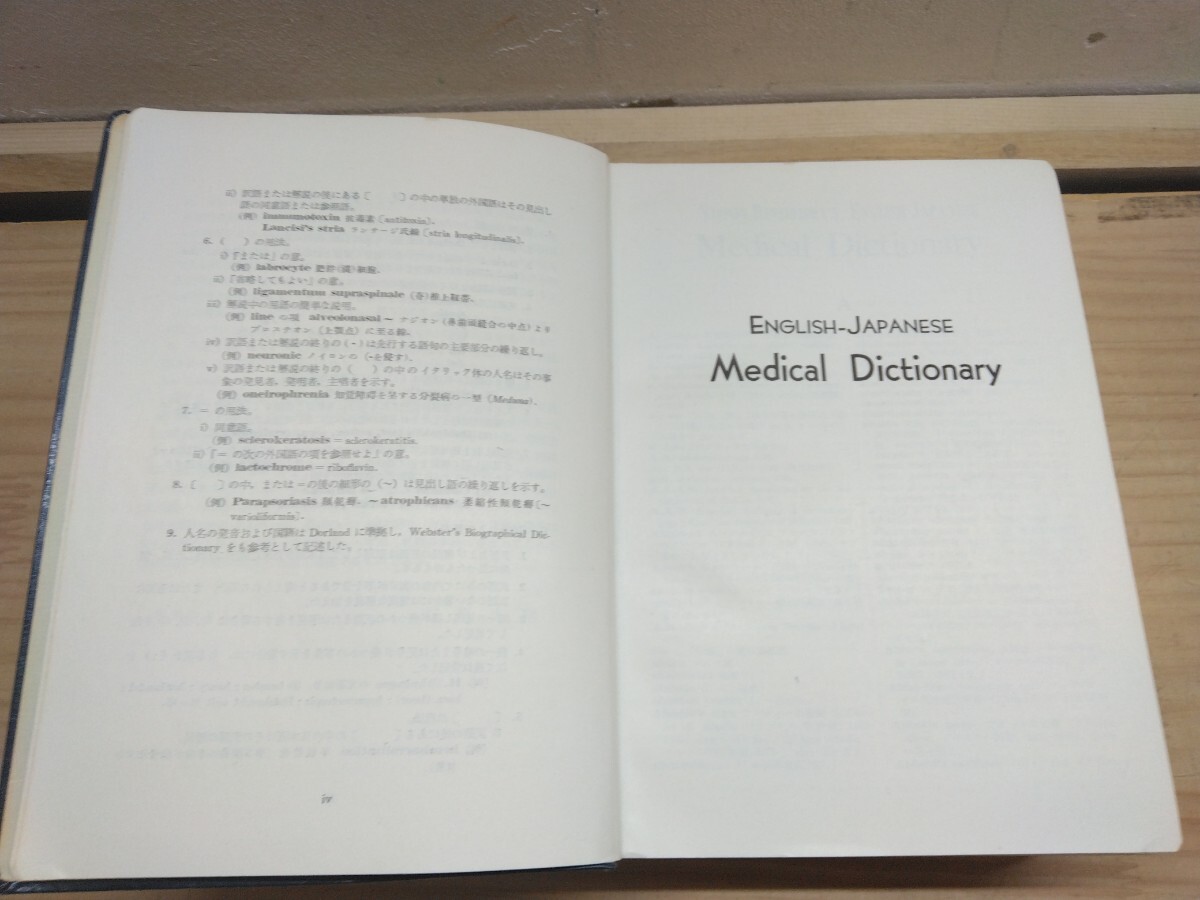 ii) 訳語または解説の後にある〔 〕の中の単独の外国語はその見出し
語の同意語または参照語。
(例) immunotoxin 抗毒素〔antitoxin〕.
Lancisi's stria ランチージ氏線〔stria longitudinalis〕.
6. ( ) の用法。
i)『または』の意。
(例) labrocyte 肥胖(満)細胞.
ii)『省略してもよい』の意。
(例) ligamentum supraspinale (脊)椎上靱帯.
iii) 解説中の用語の簡単な説明。
(例) line の項 alveolonasal ~ ナジオン(鼻前頭縫合の中点)より
プロステオン(上製点)に至る線.
iv) 訳語または解説の終りの(-)は先行する語句の主要部分の繰り返し。
(例) neuronic ノイロンの(-を侵す).
v) 訳語または解説の終りの( )の中のイタリック体の人名はその事
象の発見者, 発明者, 主唱者を示す。
(例) oneirophrenia 知覚障碍を呈する分裂病の一型 (Meduna).
7. = の用法。
i) 同意語。
(例) sclerokeratosis = sclerokeratitis.
ii)『= の次の外国語の項を参照せよ』の意。
(例) lactochrome = riboflavin.
8. 〔 〕の中, または=の後の細字の(~)は見出し語の繰り返しを示す。
(例) Parapsoriasis 類乾癬. ~atrophicans 萎縮性類乾癬〔~
varioliformis〕.
9. 人名の発音および国籍は Dorland に準拠し, Webster's Biographical Dic-
tionary をも参考として記述した。
iv
ENGLISH-JAPANESE
Medical Dictionary